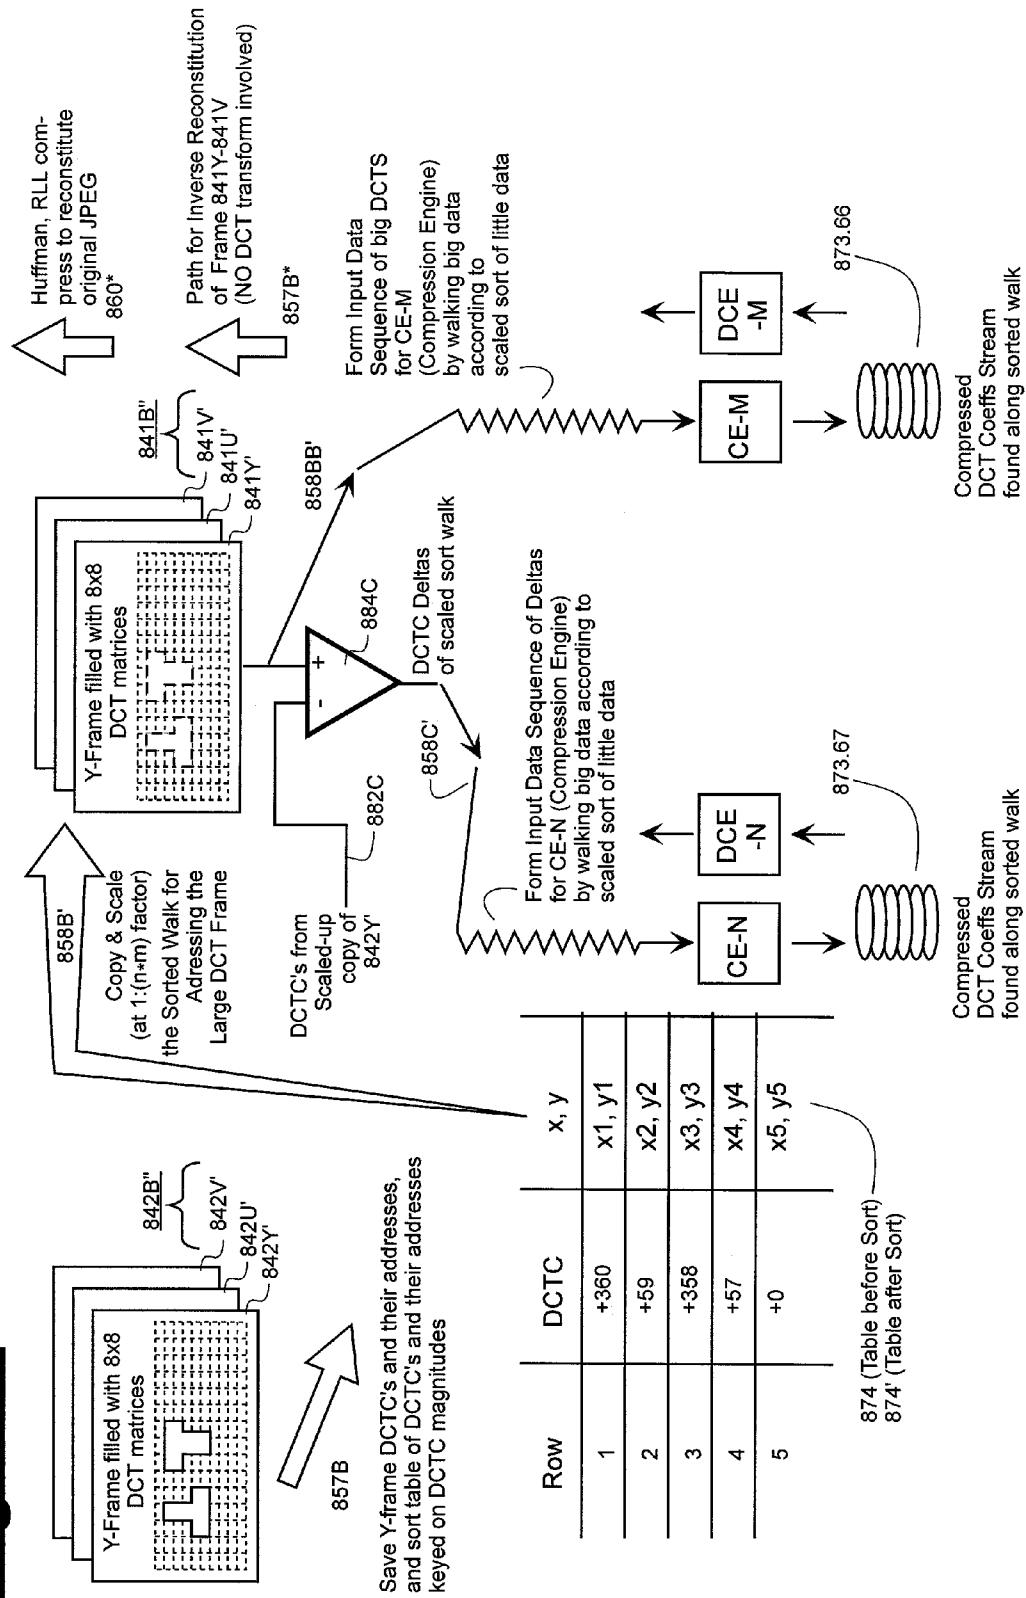 Y-Frame filled with 8x8
DCT matrices
842B"
842V'
842U'
842Y'
857B
Save Y-frame DCTC's and their addresses,
and sort table of DCTC's and their addresses
keyed on DCTC magnitudes
Row DCTC x, y
1 +360 x1, y1
2 +59 x2, y2
3 +358 x3, y3
4 +57 x4, y4
5 +0 x5, y5
874 (Table before Sort)
874' (Table after Sort)
858B'
Copy & Scale
(at 1:(n*m) factor)
the Sorted Walk for
Adressing the
Large DCT Frame
Y-Frame filled with 8x8
DCT matrices
841B"
841V'
841U'
841Y'
Huffman, RLL com-
press to reconstitute
original JPEG
860*
Path for Inverse Reconstitution
of Frame 841Y-841V
(NO DCT transform involved)
857B*
DCTC's from
Scaled-up
copy of
842Y'
882C
-
+
884C
858BB'
DCTC Deltas
of scaled sort walk
858C'
Form Input Data
Sequence of big DCTS
for CE-M
(Compression Engine)
by walking big data
according to
scaled sort of little data
Form Input Data Sequence of Deltas
for CE-N (Compression Engine)
by walking big data according to
scaled sort of little data
CE-N
DCE
-N
873.67
Compressed
DCT Coeffs Stream
found along sorted walk
CE-M
DCE
-M
873.66
Compressed
DCT Coeffs Stream
found along sorted walk